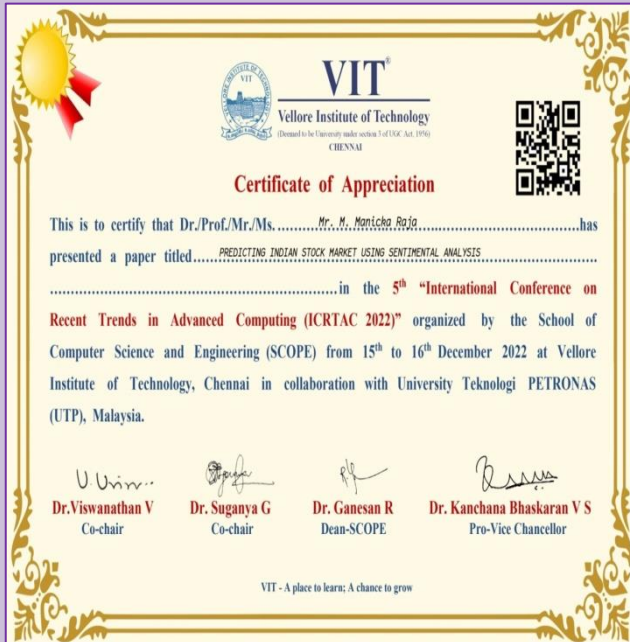 VIT®
Vellore Institute of Technology
(Deemed to be University under section 3 of UGC Act, 1956)
CHENNAI
Certificate of Appreciation
This is to certify that Dr./Prof./Mr./Ms. Mr. M. Manicka Raja has
presented a paper titled PREDICTING INDIAN STOCK MARKET USING SENTIMENTAL ANALYSIS
in the 5th “International Conference on
Recent Trends in Advanced Computing (ICRTAC 2022)” organized by the School of
Computer Science and Engineering (SCOPE) from 15th to 16th December 2022 at Vellore
Institute of Technology, Chennai in collaboration with University Teknologi PETRONAS
(UTP), Malaysia.
Dr.Viswanathan V
Co-chair
Dr. Suganya G
Co-chair
Dr. Ganesan R
Dean-SCOPE
Dr. Kanchana Bhaskaran V S
Pro-Vice Chancellor
VIT - A place to learn; A chance to grow